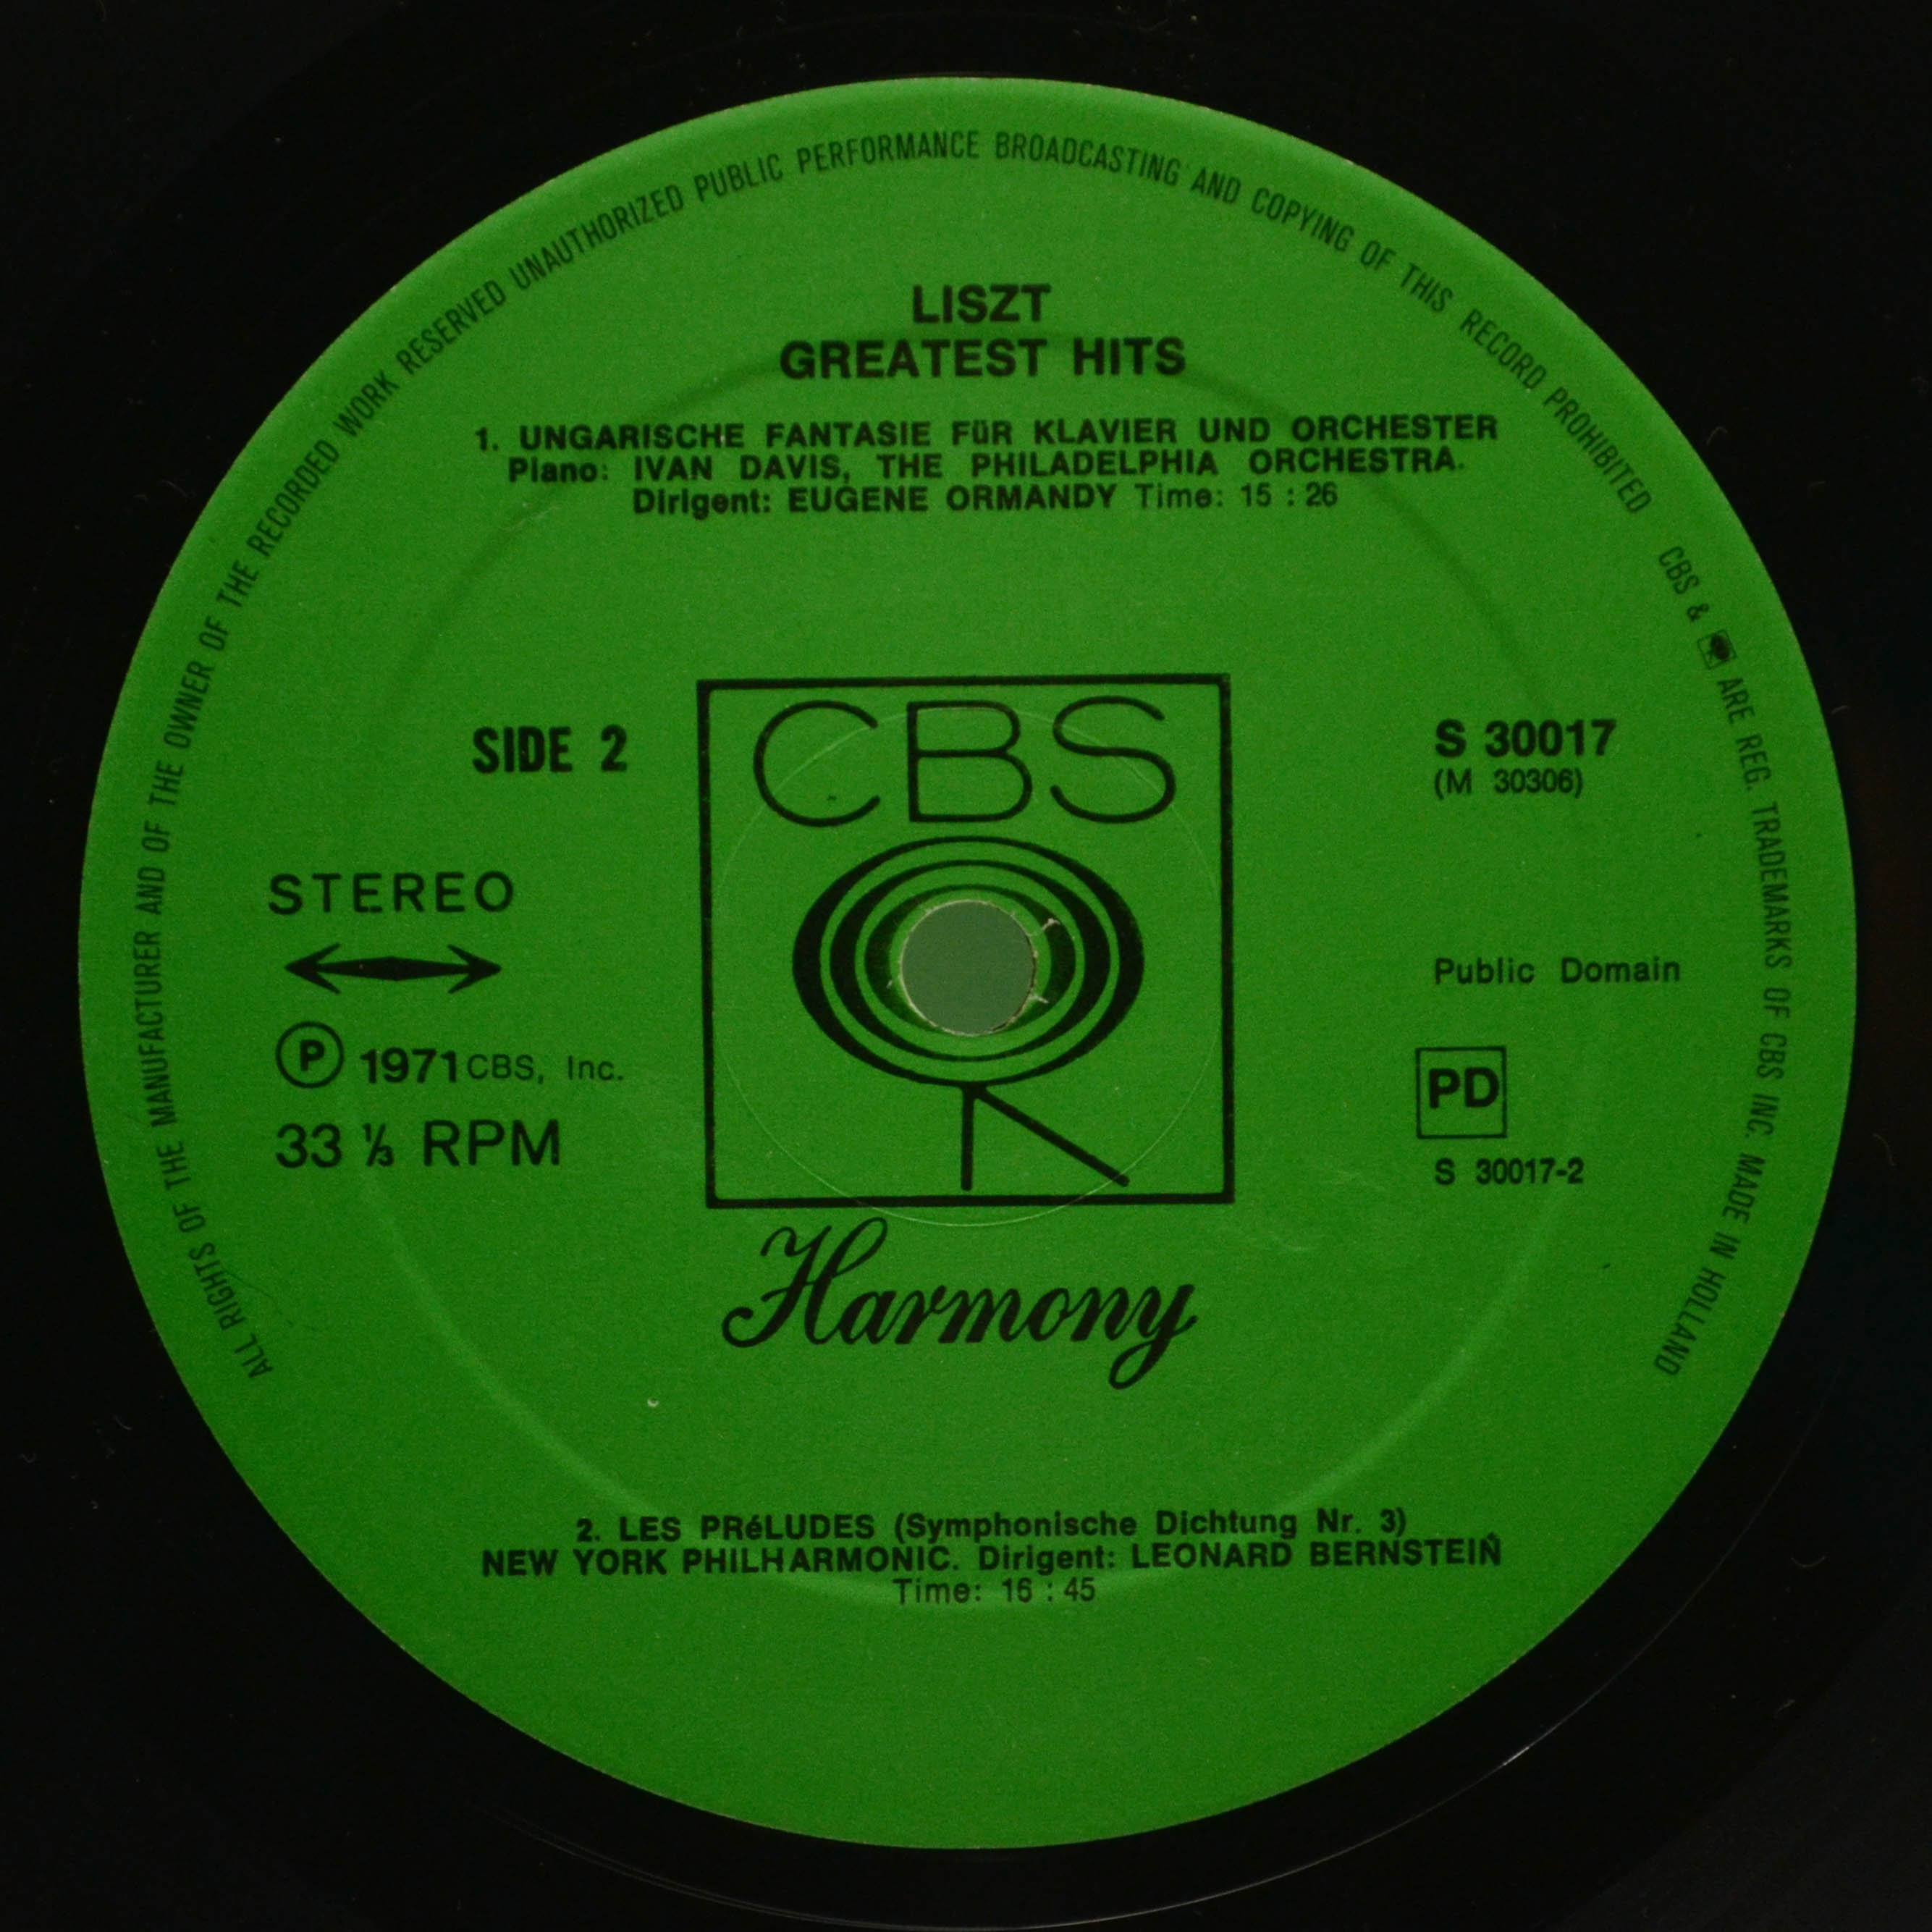 ALL RIGHTS OF THE MANUFACTURER AND OF THE OWNER OF THE RECORDED WORK RESERVED UNAUTHORIZED PUBLIC PERFORMANCE BROADCASTING AND COPYING OF THIS RECORD PROHIBITED CBS & ARE REG. TRADEMARKS OF CBS INC. MADE IN HOLLAND
LISZT
GREATEST HITS
1. UNGARISCHE FANTASIE FüR KLAVIER UND ORCHESTER
Piano: IVAN DAVIS, THE PHILADELPHIA ORCHESTRA.
Dirigent: EUGENE ORMANDY Time: 15 : 26
SIDE 2
STEREO
Ⓟ 1971 CBS, Inc.
33 ⅓ RPM
CBS
Harmony
S 30017
(M 30306)
Public Domain
PD
S 30017-2
2. LES PRéLUDES (Symphonische Dichtung Nr. 3)
NEW YORK PHILHARMONIC. Dirigent: LEONARD BERNSTEIN
Time: 16 : 45